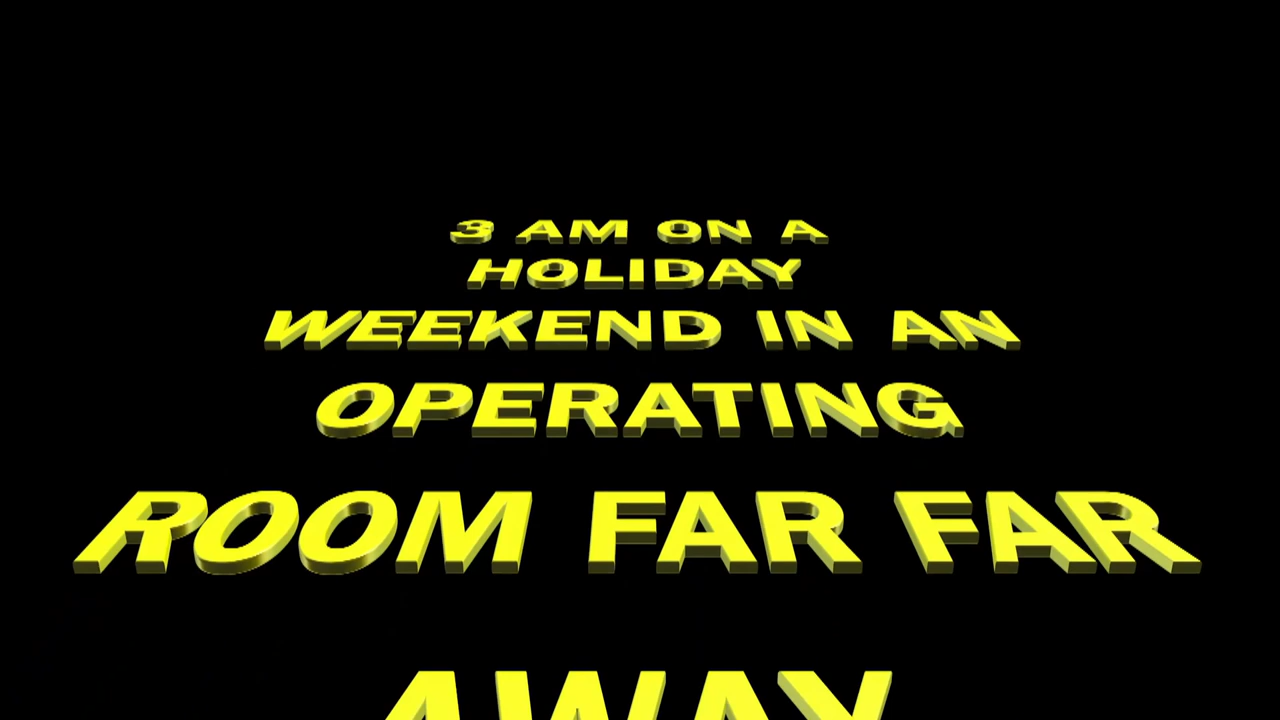 3 AM ON A
HOLIDAY
WEEKEND IN AN
OPERATING
ROOM FAR FAR
AWAY